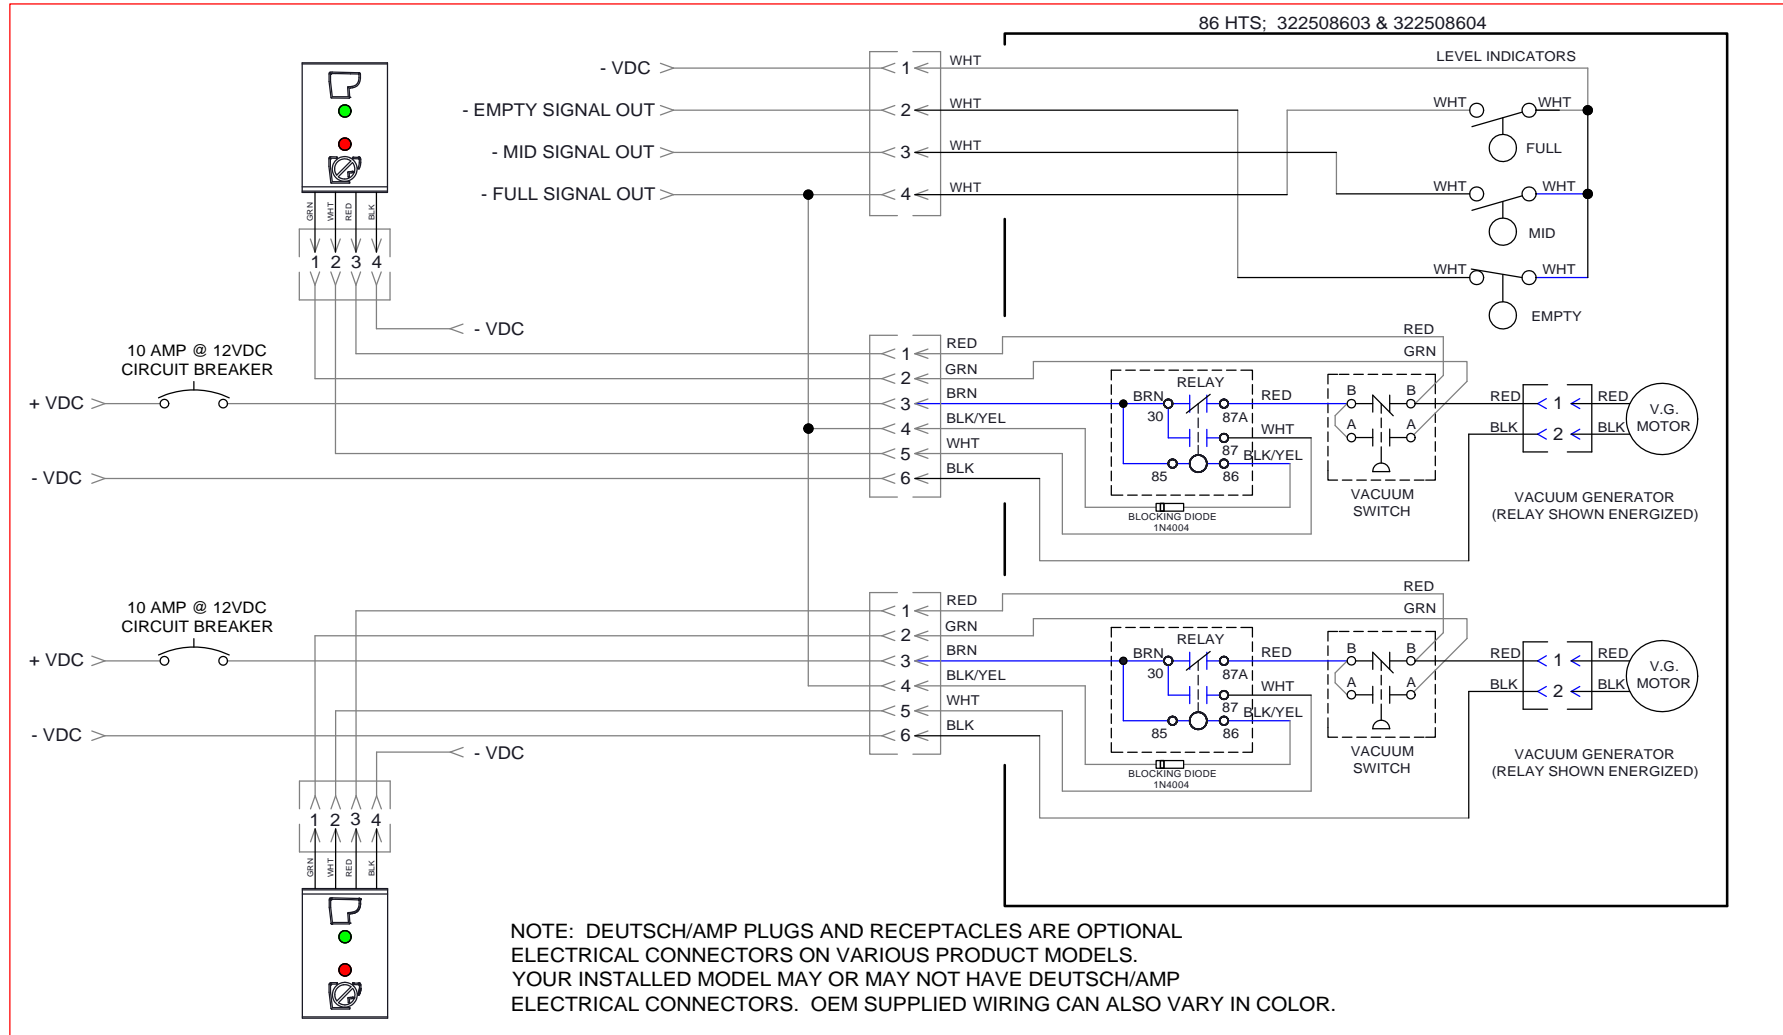 86 HTS; 322508603 & 322508604
- VDC
1
WHT
LEVEL INDICATORS
- EMPTY SIGNAL OUT
2
WHT
WHT
WHT
FULL
- MID SIGNAL OUT
3
WHT
- FULL SIGNAL OUT
4
WHT
WHT
WHT
MID
GRN
WHT
RED
BLK
1 2 3 4
WHT
WHT
EMPTY
- VDC
10 AMP @ 12VDC
CIRCUIT BREAKER
+ VDC
- VDC
1
RED
2
GRN
3
BRN
4
BLK/YEL
5
WHT
6
BLK
RED
GRN
RELAY
BRN
30
87A
RED
WHT
87
BLK/YEL
85
86
BLOCKING DIODE
1N4004
B
B
A
A
VACUUM
SWITCH
RED
1
RED
BLK
2
BLK
V.G.
MOTOR
VACUUM GENERATOR
(RELAY SHOWN ENERGIZED)
10 AMP @ 12VDC
CIRCUIT BREAKER
+ VDC
- VDC
- VDC
1
RED
2
GRN
3
BRN
4
BLK/YEL
5
WHT
6
BLK
RED
GRN
RELAY
BRN
30
87A
RED
WHT
87
BLK/YEL
85
86
BLOCKING DIODE
1N4004
B
B
A
A
VACUUM
SWITCH
RED
1
RED
BLK
2
BLK
V.G.
MOTOR
VACUUM GENERATOR
(RELAY SHOWN ENERGIZED)
1 2 3 4
GRN
WHT
RED
BLK
NOTE: DEUTSCH/AMP PLUGS AND RECEPTACLES ARE OPTIONAL
ELECTRICAL CONNECTORS ON VARIOUS PRODUCT MODELS.
YOUR INSTALLED MODEL MAY OR MAY NOT HAVE DEUTSCH/AMP
ELECTRICAL CONNECTORS. OEM SUPPLIED WIRING CAN ALSO VARY IN COLOR.